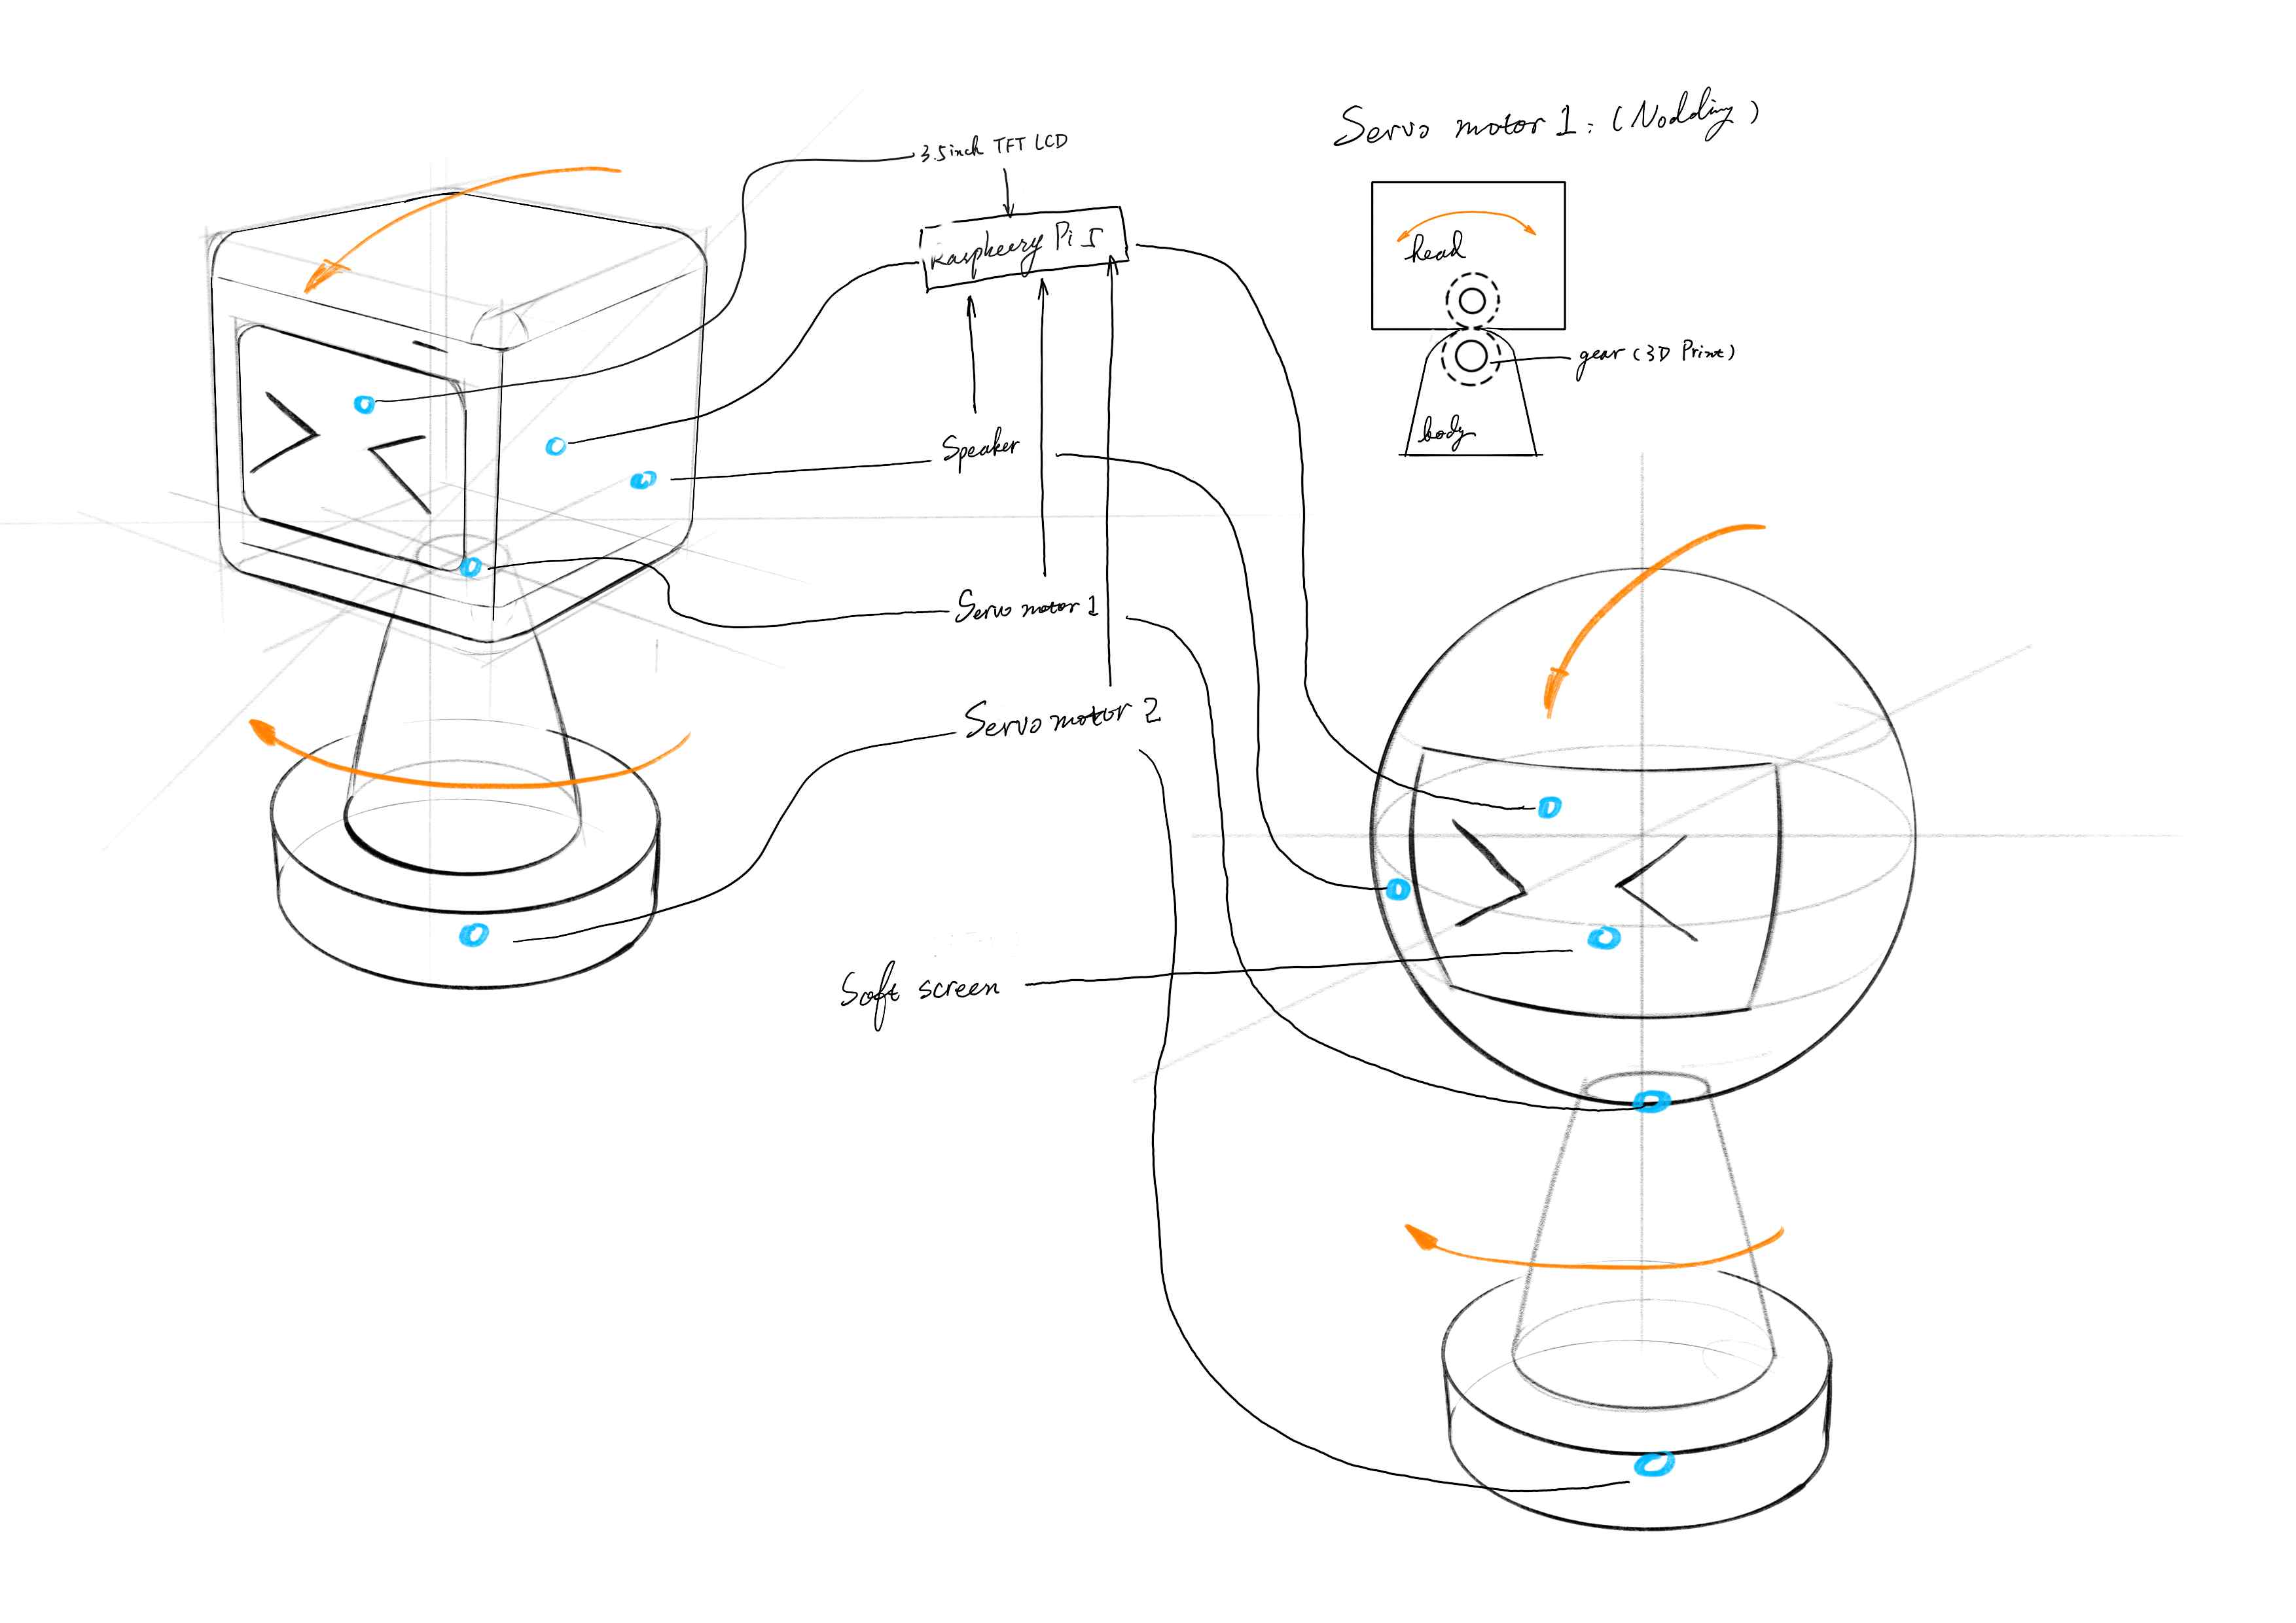 3.5inch TFT LCD
Raspbeery Pi 5
Speaker
Servo motor 1
Servo motor 2
Soft screen
Servo motor 1: (Nodding)
head
gear (3D Print)
body